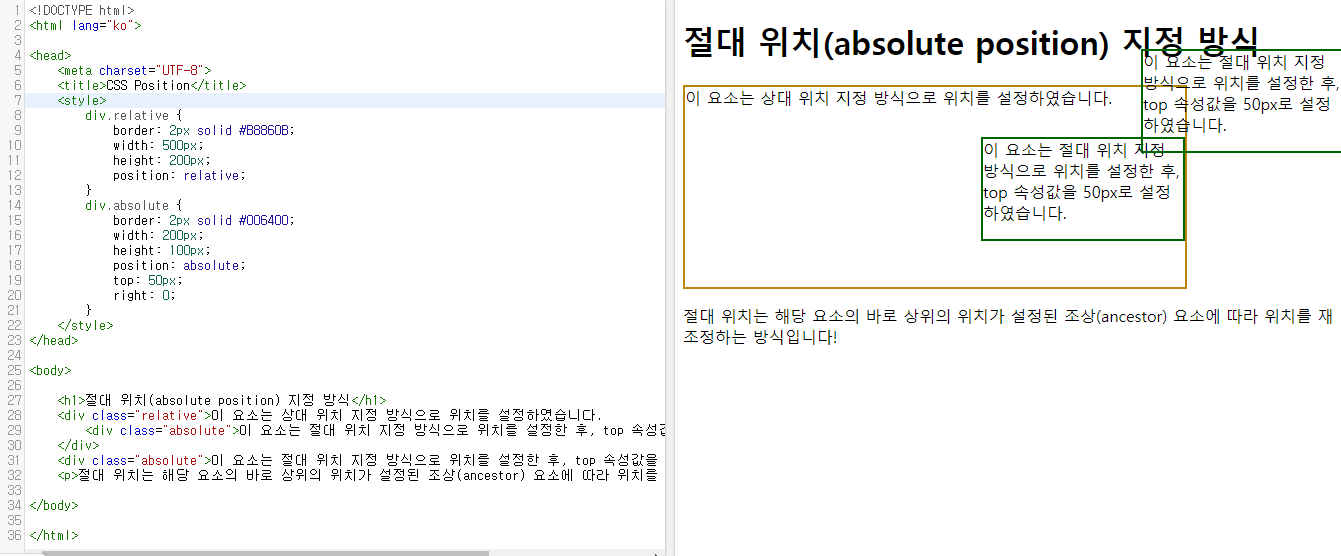 1 <!DOCTYPE html>
2 <html lang="ko">
3
4 <head>
5 <meta charset="UTF-8">
6 <title>CSS Position</title>
7 <style>
8 div.relative {
9 border: 2px solid #B8860B;
10 width: 500px;
11 height: 200px;
12 position: relative;
13 }
14 div.absolute {
15 border: 2px solid #006400;
16 width: 200px;
17 height: 100px;
18 position: absolute;
19 top: 50px;
20 right: 0;
21 }
22 </style>
23 </head>
24
25 <body>
26
27 <h1>절대 위치(absolute position) 지정 방식</h1>
28 <div class="relative">이 요소는 상대 위치 지정 방식으로 위치를 설정하였습니다.
29 <div class="absolute">이 요소는 절대 위치 지정 방식으로 위치를 설정한 후, top 속성값
30 </div>
31 <div class="absolute">이 요소는 절대 위치 지정 방식으로 위치를 설정한 후, top 속성값을
32 <p>절대 위치는 해당 요소의 바로 상위의 위치가 설정된 조상(ancestor) 요소에 따라 위치를
33
34 </body>
35
36 </html>
절대 위치(absolute position) 지정 방식
이 요소는 절대 위치 지정
방식으로 위치를 설정한 후,
top 속성값을 50px로 설정
하였습니다.
이 요소는 상대 위치 지정 방식으로 위치를 설정하였습니다.
이 요소는 절대 위치 지정
방식으로 위치를 설정한 후,
top 속성값을 50px로 설정
하였습니다.
절대 위치는 해당 요소의 바로 상위의 위치가 설정된 조상(ancestor) 요소에 따라 위치를 재
조정하는 방식입니다!